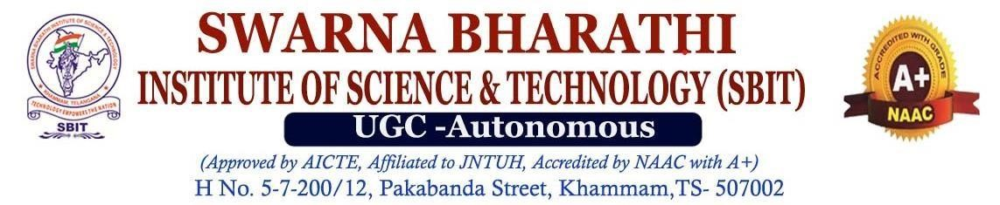 SWARNA BHARATHI
INSTITUTE OF SCIENCE & TECHNOLOGY (SBIT)
UGC -Autonomous
(Approved by AICTE, Affiliated to JNTUH, Accredited by NAAC with A+)
H No. 5-7-200/12, Pakabanda Street, Khammam,TS- 507002
SWARNA BHARATHI INSTITUTE OF SCIENCE & TECHNOLOGY
KHAMMAM, TELANGANA
TECHNOLOGY EMPOWERS THE NATION
SBIT
ACCREDITED WITH GRADE
A+
NAAC